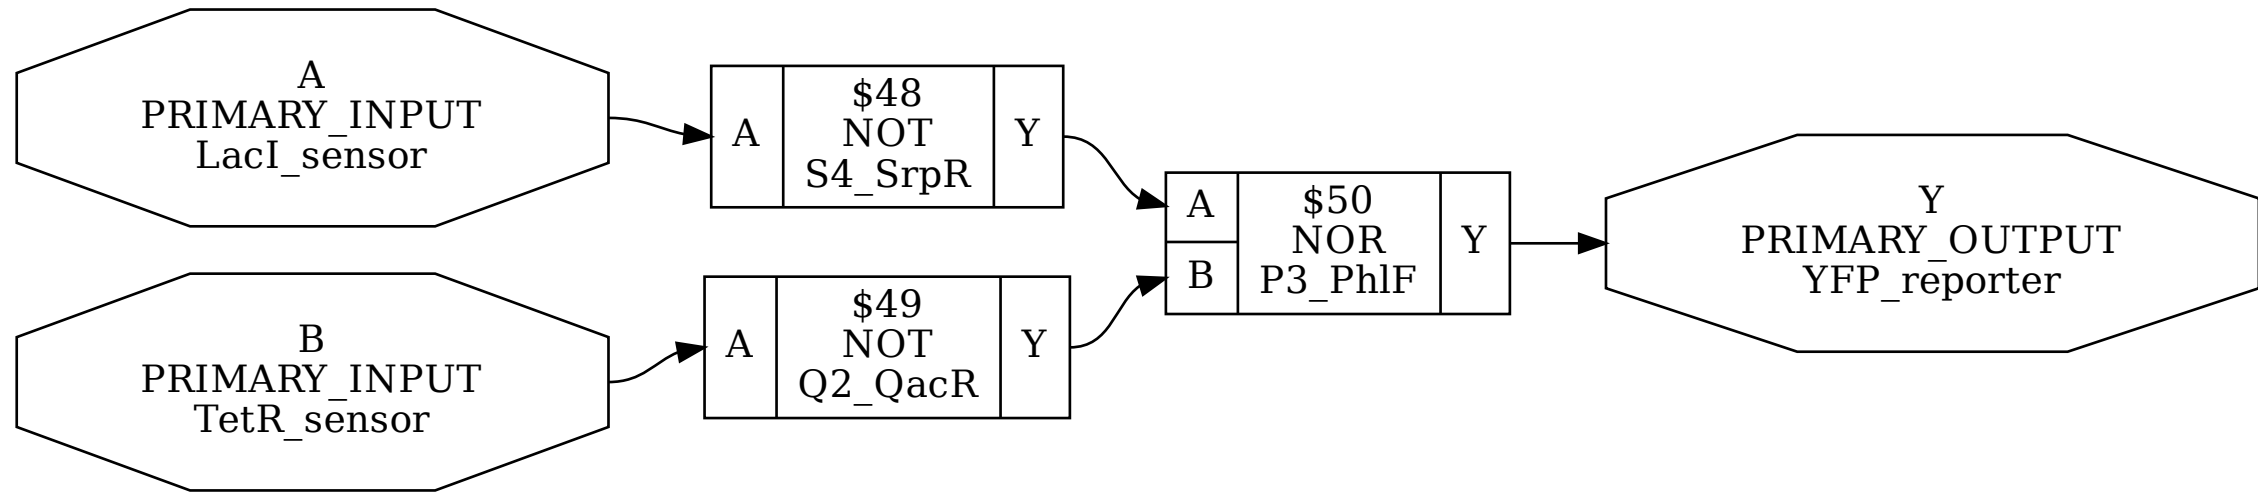 A
PRIMARY_INPUT
LacI_sensor
A
$48
NOT
S4_SrpR
Y
B
PRIMARY_INPUT
TetR_sensor
A
$49
NOT
Q2_QacR
Y
A
B
$50
NOR
P3_PhlF
Y
Y
PRIMARY_OUTPUT
YFP_reporter